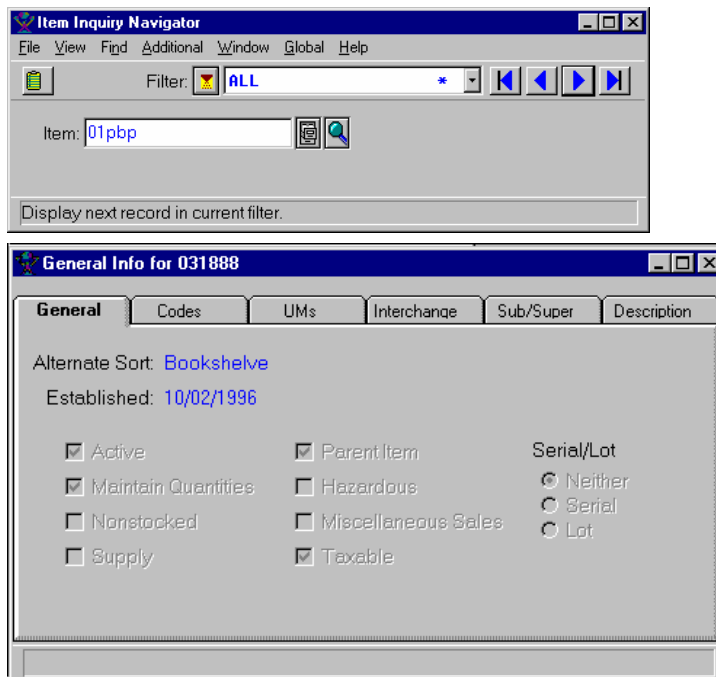 Item Inquiry Navigator
File View Find Additional Window Global Help
Filter: ALL *
Item: 01pbp
Display next record in current filter.
General Info for 031888
General Codes UMs Interchange Sub/Super Description
Alternate Sort: Bookshelve
Established: 10/02/1996
Active Parent Item Serial/Lot
Maintain Quantities Hazardous Neither
Nonstocked Miscellaneous Sales Serial
Supply Taxable Lot